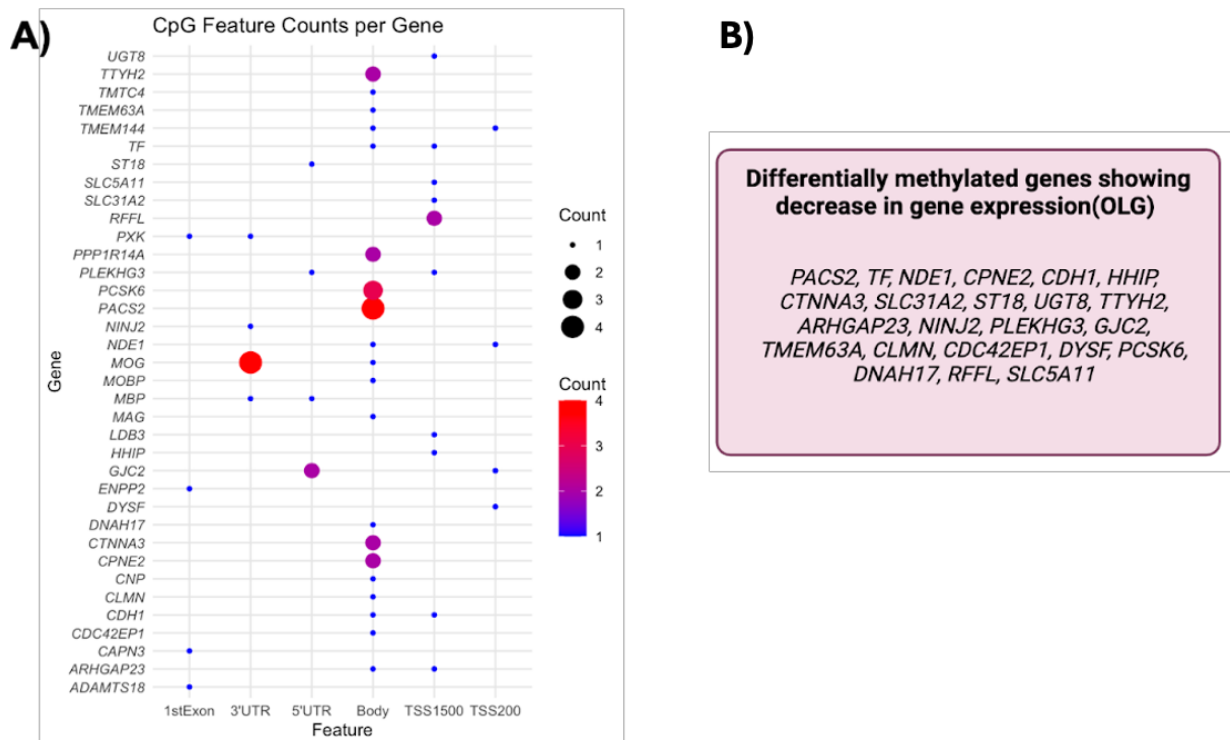 A)
B)
CpG Feature Counts per Gene
UGT8
TTYH2
TMTC4
TMEM63A
TMEM144
TF
ST18
SLC5A11
SLC31A2
RFFL
PXK
PPP1R14A
PLEKHG3
PCSK6
PACS2
NINJ2
NDE1
MOG
MOBP
MBP
MAG
LDB3
HHIP
GJC2
ENPP2
DYSF
DNAH17
CTNNA3
CPNE2
CNP
CLMN
CDH1
CDC42EP1
CAPN3
ARHGAP23
ADAMTS18
Gene
1stExon 3'UTR 5'UTR Body TSS1500 TSS200
Feature
Count
1
2
3
4
Count
4
3
2
1
Differentially methylated genes showing
decrease in gene expression(OLG)
PACS2, TF, NDE1, CPNE2, CDH1, HHIP,
CTNNA3, SLC31A2, ST18, UGT8, TTYH2,
ARHGAP23, NINJ2, PLEKHG3, GJC2,
TMEM63A, CLMN, CDC42EP1, DYSF, PCSK6,
DNAH17, RFFL, SLC5A11